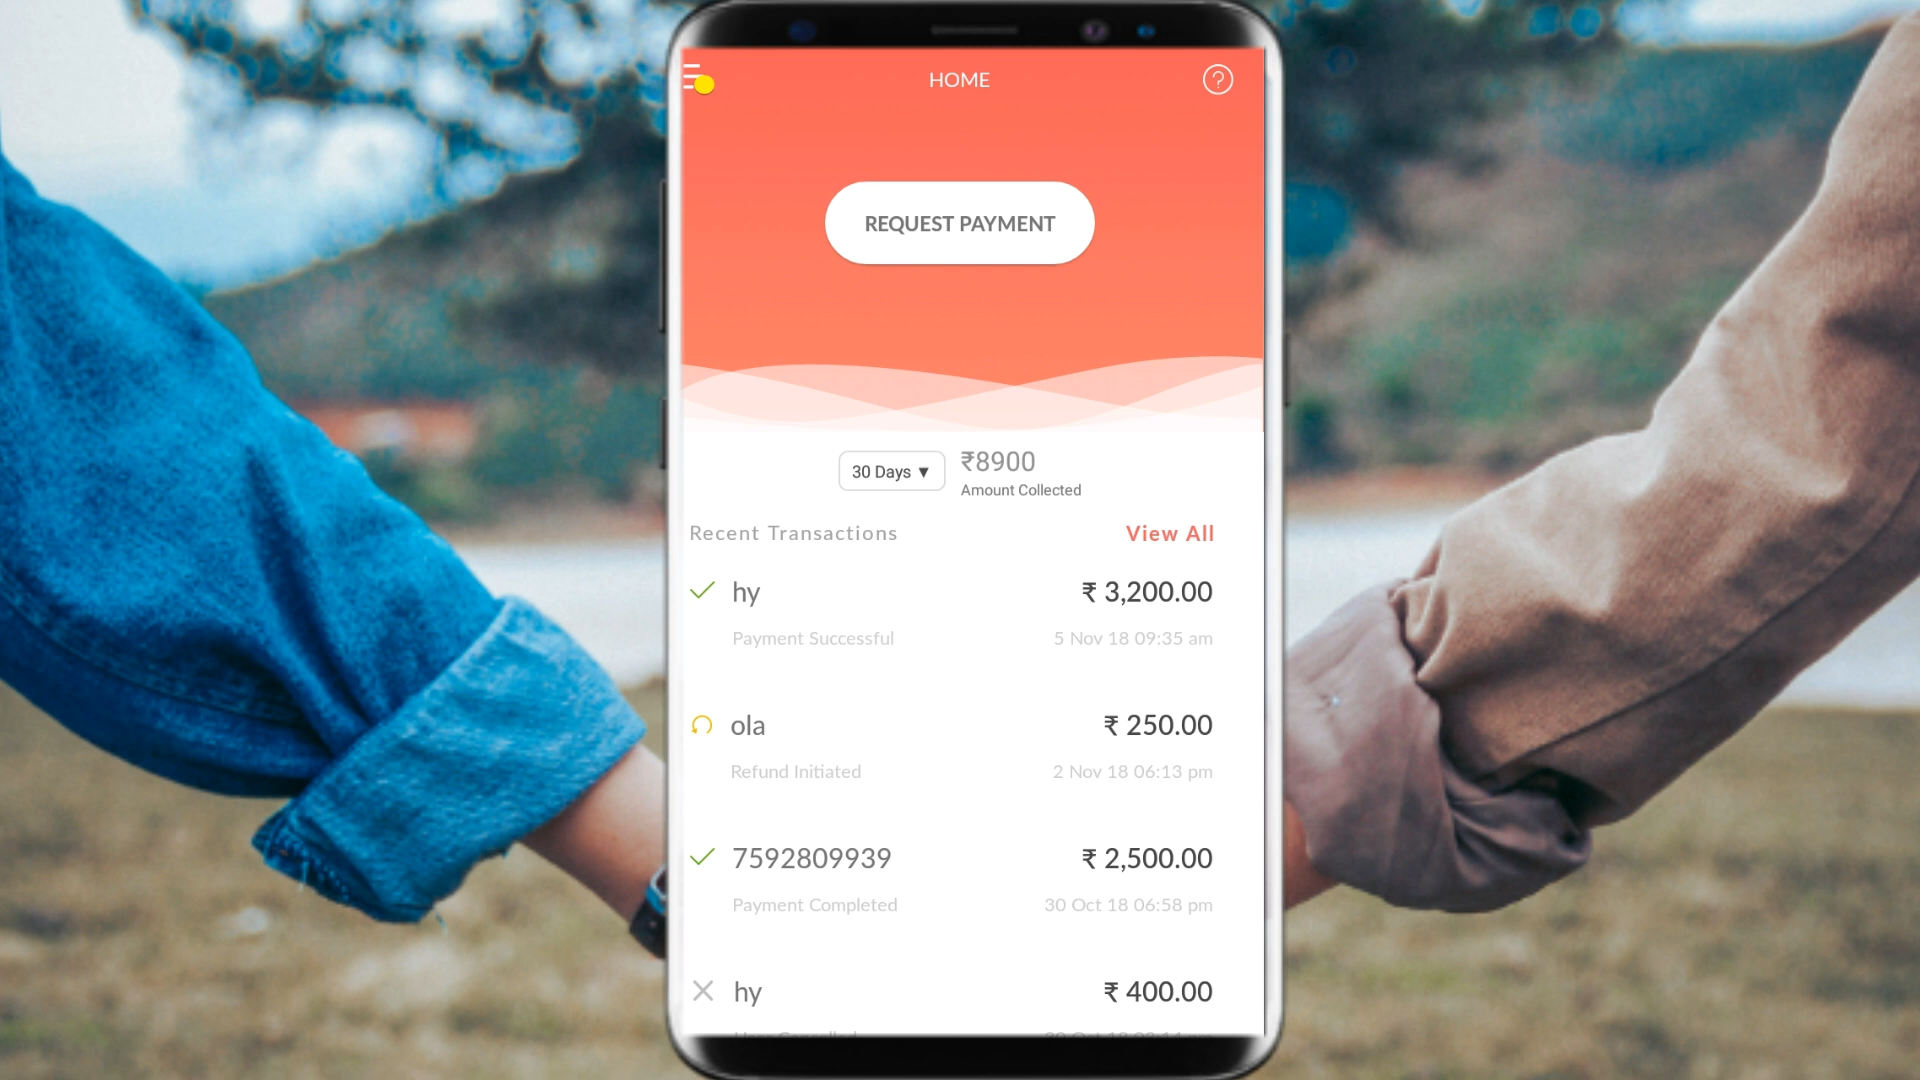 HOME
REQUEST PAYMENT
30 Days ▼
₹8900
Amount Collected
Recent Transactions
View All
hy
₹ 3,200.00
Payment Successful
5 Nov 18 09:35 am
ola
₹ 250.00
Refund Initiated
2 Nov 18 06:13 pm
7592809939
₹ 2,500.00
Payment Completed
30 Oct 18 06:58 pm
hy
₹ 400.00